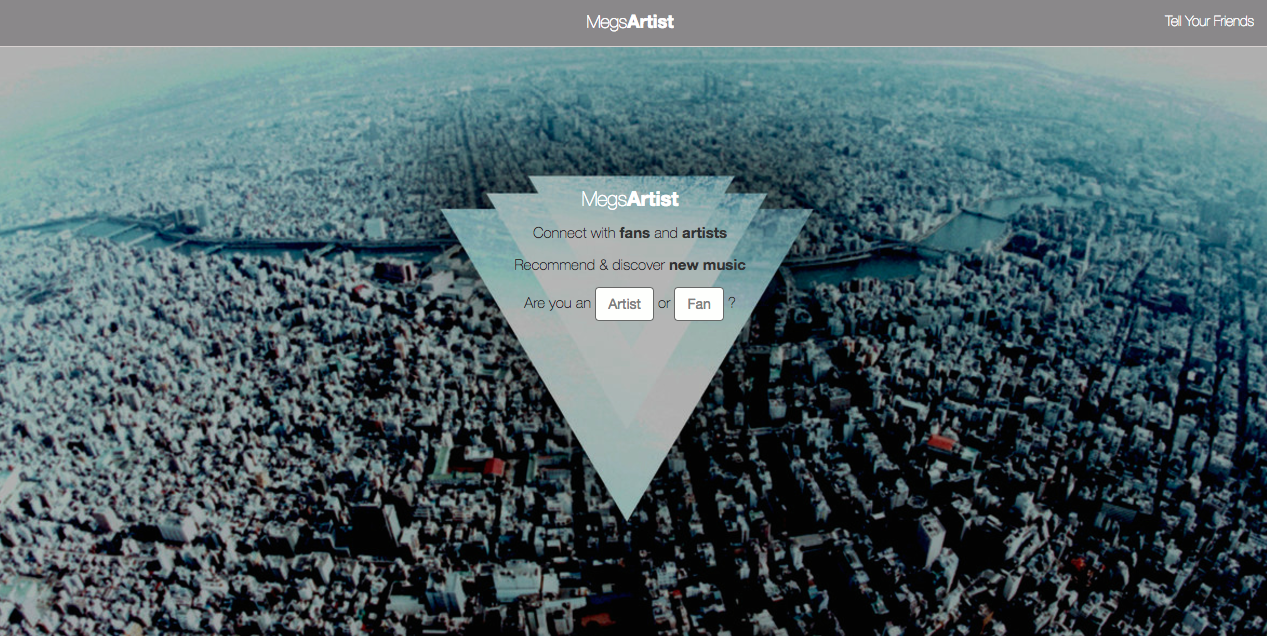 MegsArtist
Tell Your Friends
MegsArtist
Connect with fans and artists
Recommend & discover new music
Are you an Artist or Fan ?